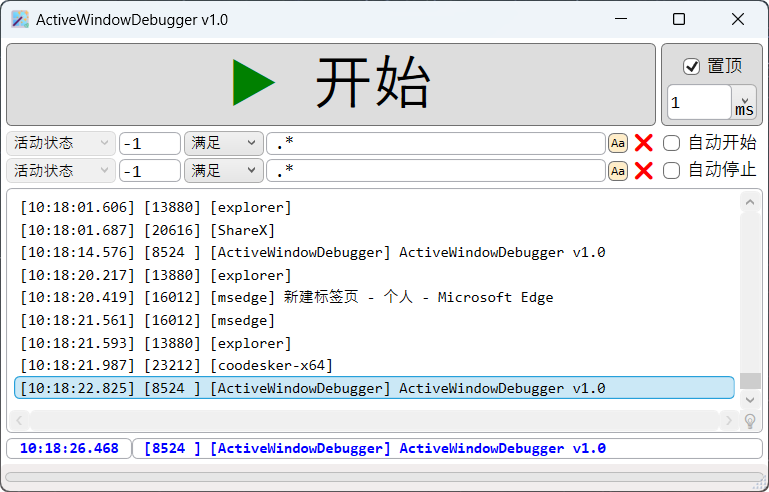 ActiveWindowDebugger v1.0
开始
置顶
1
ms
活动状态 -1 满足 .* Aa 自动开始
活动状态 -1 满足 .* Aa 自动停止
[10:18:01.606] [13880] [explorer]
[10:18:01.687] [20616] [ShareX]
[10:18:14.576] [8524 ] [ActiveWindowDebugger] ActiveWindowDebugger v1.0
[10:18:20.217] [13880] [explorer]
[10:18:20.419] [16012] [msedge] 新建标签页 - 个人 - Microsoft Edge
[10:18:21.561] [16012] [msedge]
[10:18:21.593] [13880] [explorer]
[10:18:21.987] [23212] [coodesker-x64]
[10:18:22.825] [8524 ] [ActiveWindowDebugger] ActiveWindowDebugger v1.0
10:18:26.468 [8524 ] [ActiveWindowDebugger] ActiveWindowDebugger v1.0